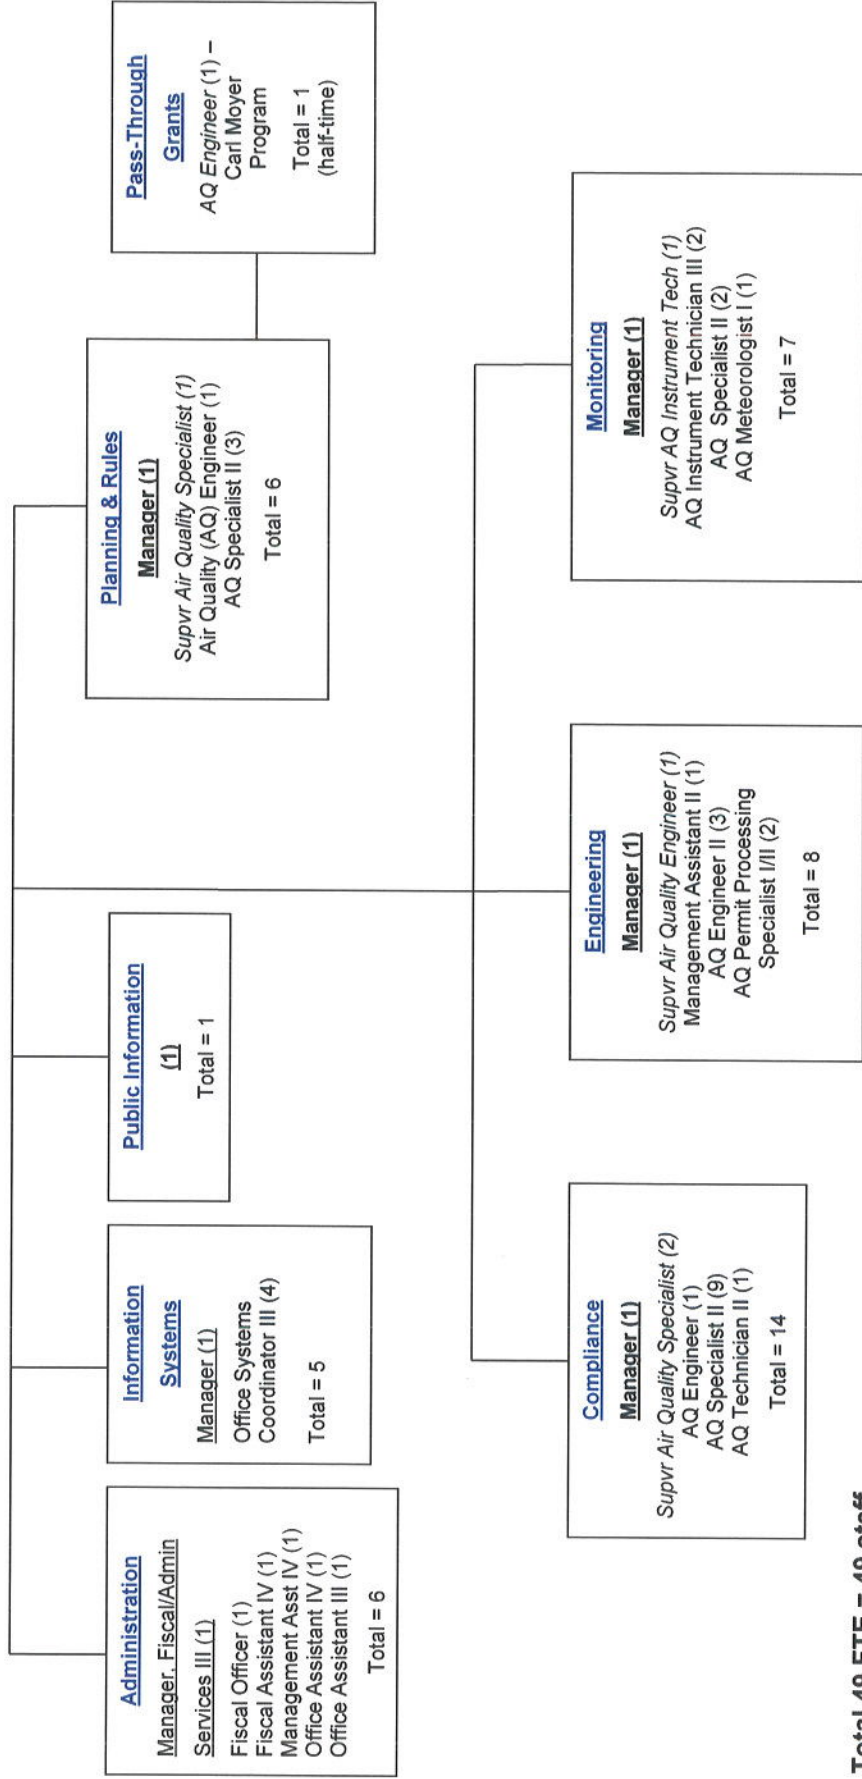 Administration
Manager, Fiscal/Admin
Services III (1)
Fiscal Officer (1)
Fiscal Assistant IV (1)
Management Asst IV (1)
Office Assistant IV (1)
Office Assistant III (1)
Total = 6
Information
Systems
Manager (1)
Office Systems
Coordinator III (4)
Total = 5
Public Information
(1)
Total = 1
Planning & Rules
Manager (1)
Supvr Air Quality Specialist (1)
Air Quality (AQ) Engineer (1)
AQ Specialist II (3)
Total = 6
Pass-Through
Grants
AQ Engineer (1) –
Carl Moyer
Program
Total = 1
(half-time)
Compliance
Manager (1)
Supvr Air Quality Specialist (2)
AQ Engineer (1)
AQ Specialist II (9)
AQ Technician II (1)
Total = 14
Engineering
Manager (1)
Supvr Air Quality Engineer (1)
Management Assistant II (1)
AQ Engineer II (3)
AQ Permit Processing
Specialist I/II (2)
Total = 8
Monitoring
Manager (1)
Supvr AQ Instrument Tech (1)
AQ Instrument Technician III (2)
AQ Specialist II (2)
AQ Meteorologist I (1)
Total = 7
Total 49 FTE = 49 staff